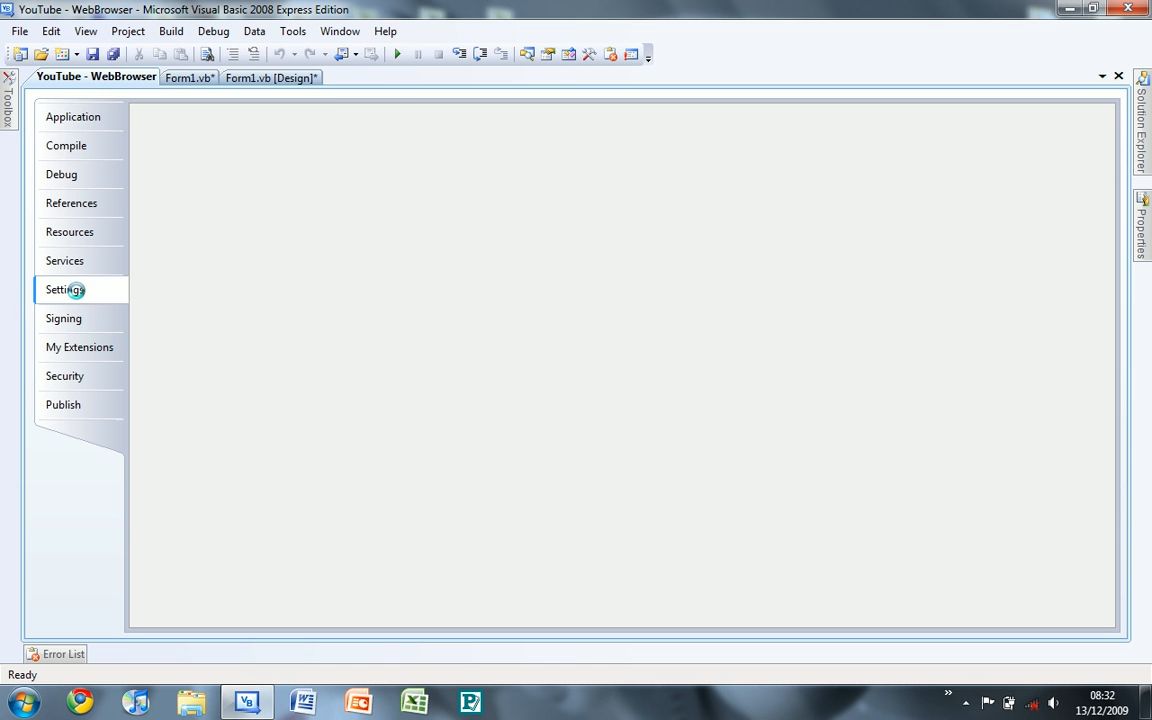 YouTube - WebBrowser - Microsoft Visual Basic 2008 Express Edition
File Edit View Project Build Debug Data Tools Window Help
YouTube - WebBrowser Form1.vb* Form1.vb [Design]*
Toolbox
Application
Compile
Debug
References
Resources
Services
Settings
Signing
My Extensions
Security
Publish
Solution Explorer
Properties
Error List
Ready
08:32
13/12/2009